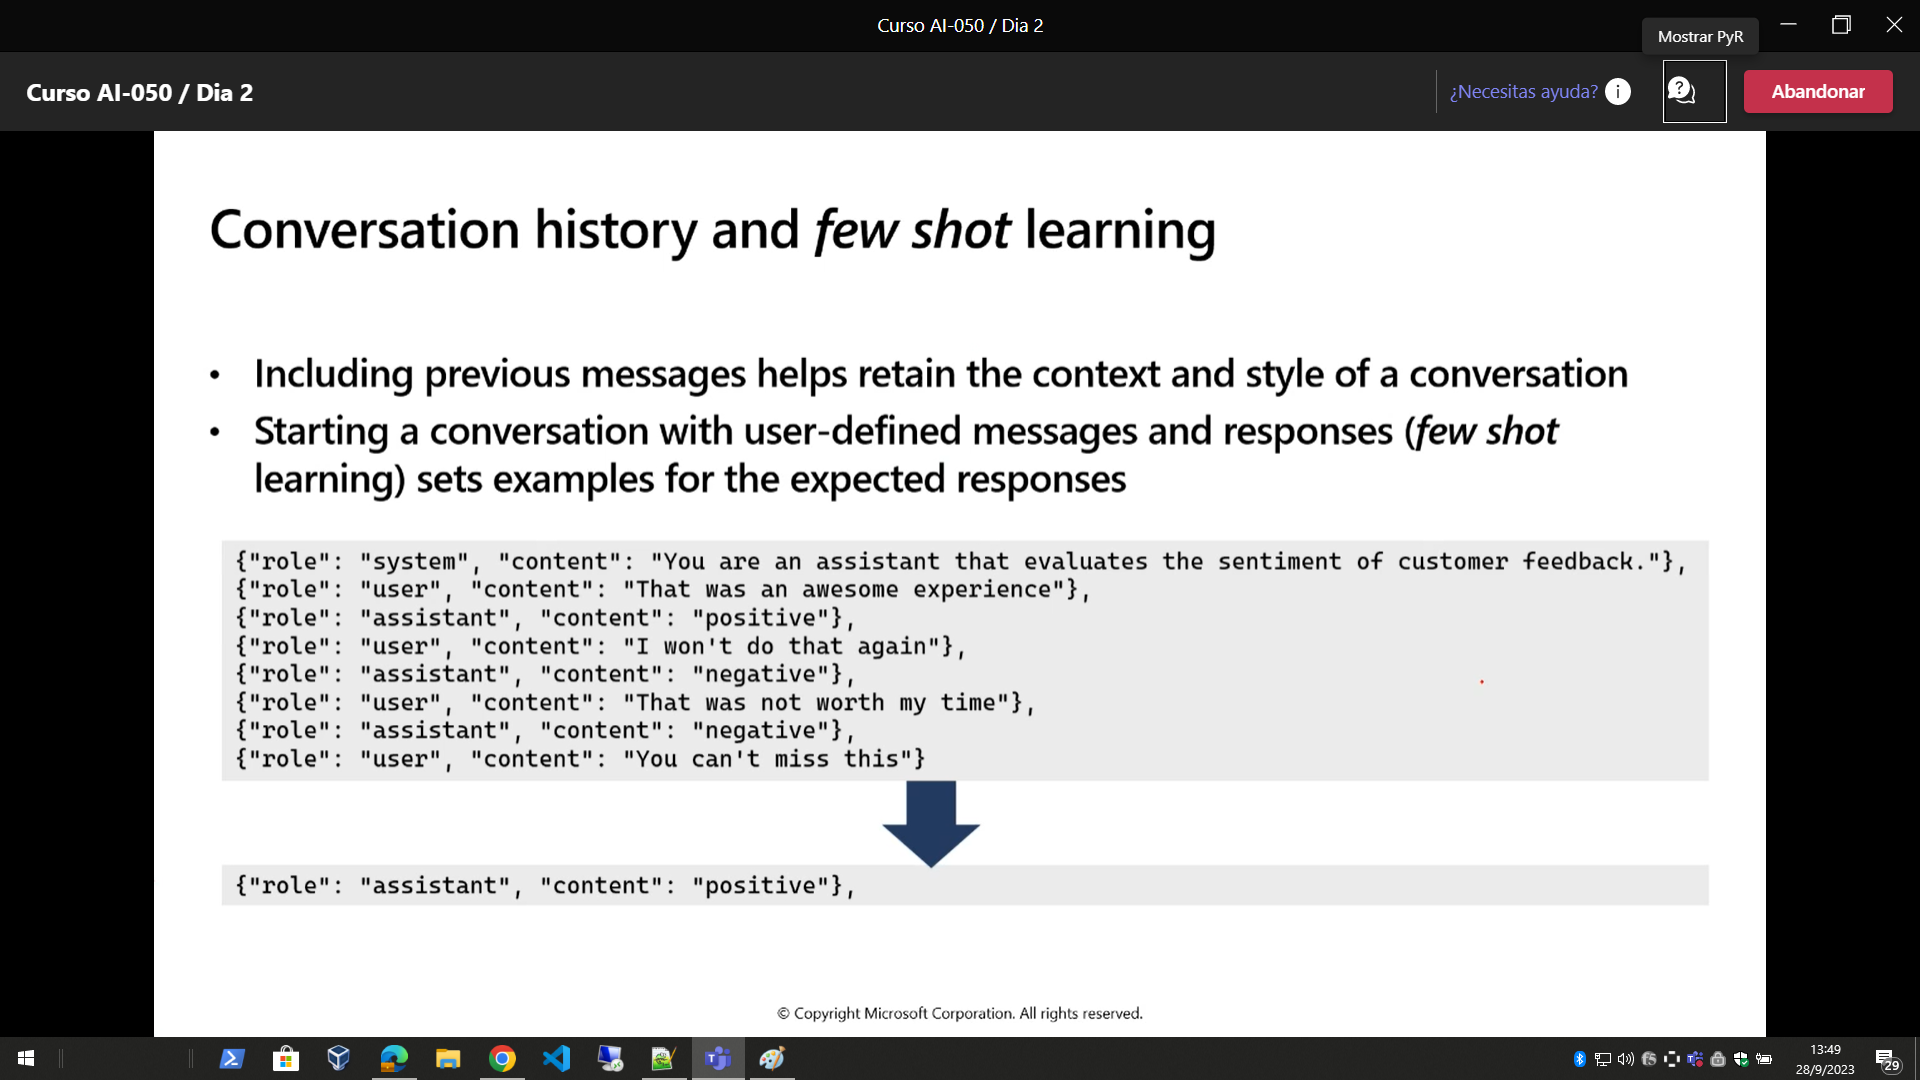 Curso AI-050 / Dia 2
Mostrar PyR
Curso AI-050 / Dia 2
¿Necesitas ayuda?
Abandonar
Conversation history and few shot learning
• Including previous messages helps retain the context and style of a conversation
• Starting a conversation with user-defined messages and responses (few shot
learning) sets examples for the expected responses
{"role": "system", "content": "You are an assistant that evaluates the sentiment of customer feedback."},
{"role": "user", "content": "That was an awesome experience"},
{"role": "assistant", "content": "positive"},
{"role": "user", "content": "I won't do that again"},
{"role": "assistant", "content": "negative"},
{"role": "user", "content": "That was not worth my time"},
{"role": "assistant", "content": "negative"},
{"role": "user", "content": "You can't miss this"}
{"role": "assistant", "content": "positive"},
© Copyright Microsoft Corporation. All rights reserved.
13:49
28/9/2023
29